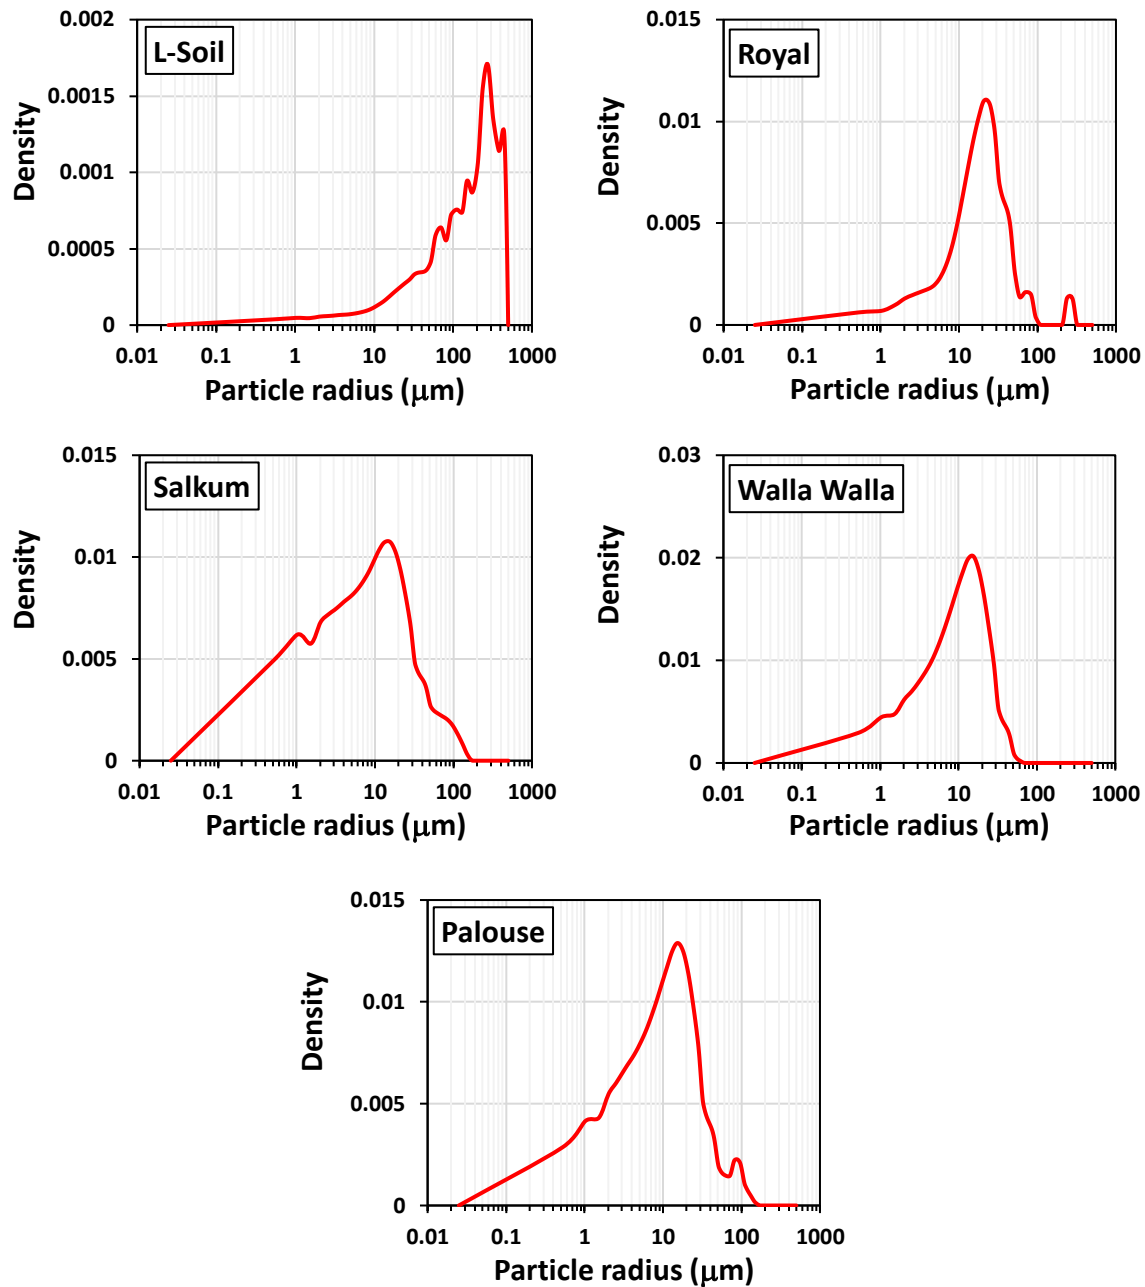 L-Soil
0.002
0.0015
0.001
0.0005
0
Density
0.01 0.1 1 10 100 1000
Particle radius (μm)
Royal
0.015
0.01
0.005
0
Density
0.01 0.1 1 10 100 1000
Particle radius (μm)
Salkum
0.015
0.01
0.005
0
Density
0.01 0.1 1 10 100 1000
Particle radius (μm)
Walla Walla
0.03
0.02
0.01
0
Density
0.01 0.1 1 10 100 1000
Particle radius (μm)
Palouse
0.015
0.01
0.005
0
Density
0.01 0.1 1 10 100 1000
Particle radius (μm)